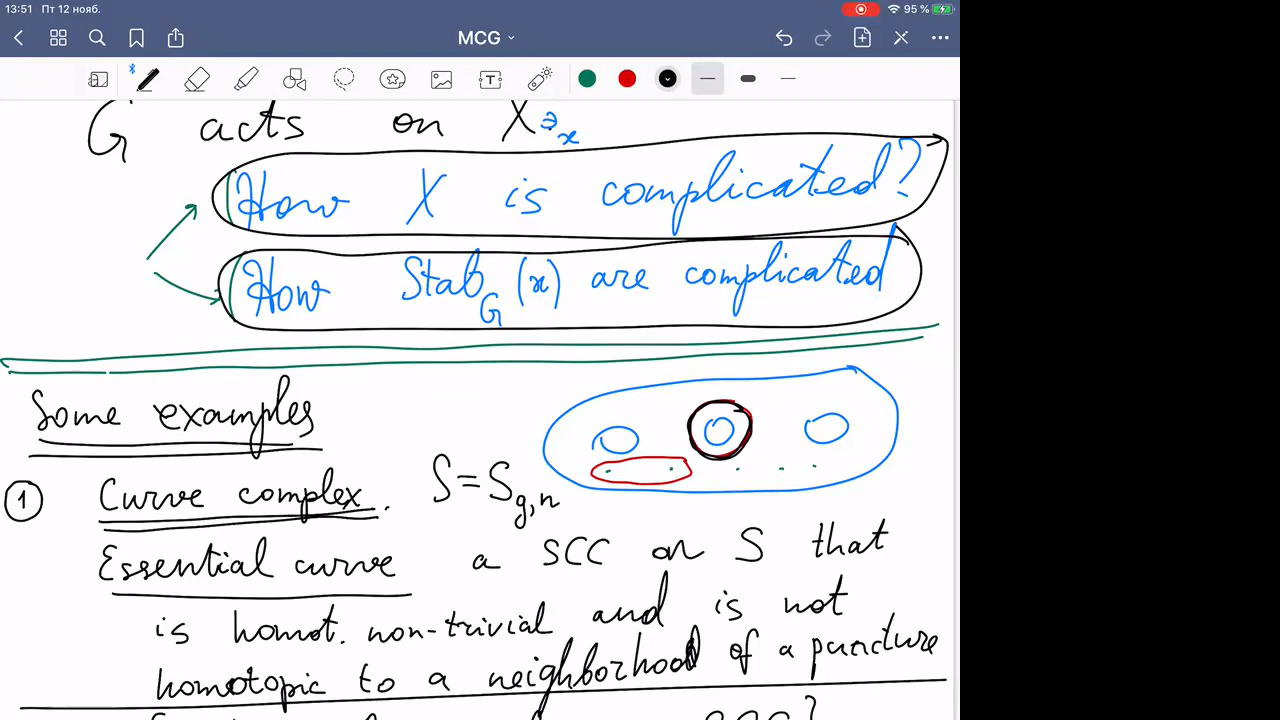 13:51 Пт 12 нояб. 95 %
MCG
G acts on X∋x
How X is complicated?
How Stab_G (x) are complicated
Some examples
① Curve complex. S = S_{g,n}
Essential curve a SCC on S that
is homot. non-trivial and is not
homotopic to a neighborhood of a puncture